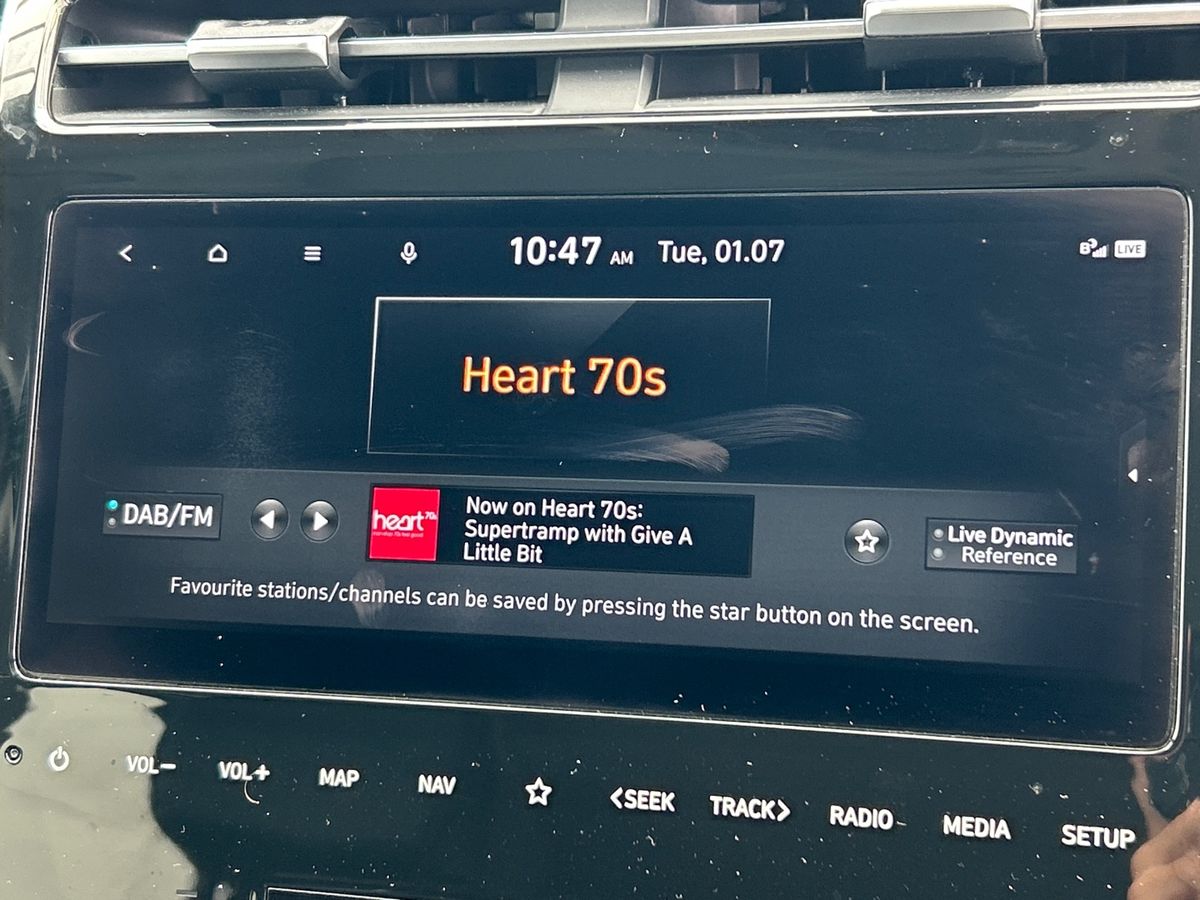 10:47 AM Tue, 01.07
LIVE
Heart 70s
DAB/FM
heart 70s
Now on Heart 70s:
Supertramp with Give A
Little Bit
Live Dynamic
Reference
Favourite stations/channels can be saved by pressing the star button on the screen.
VOL− VOL+ MAP NAV <SEEK TRACK> RADIO MEDIA SETUP